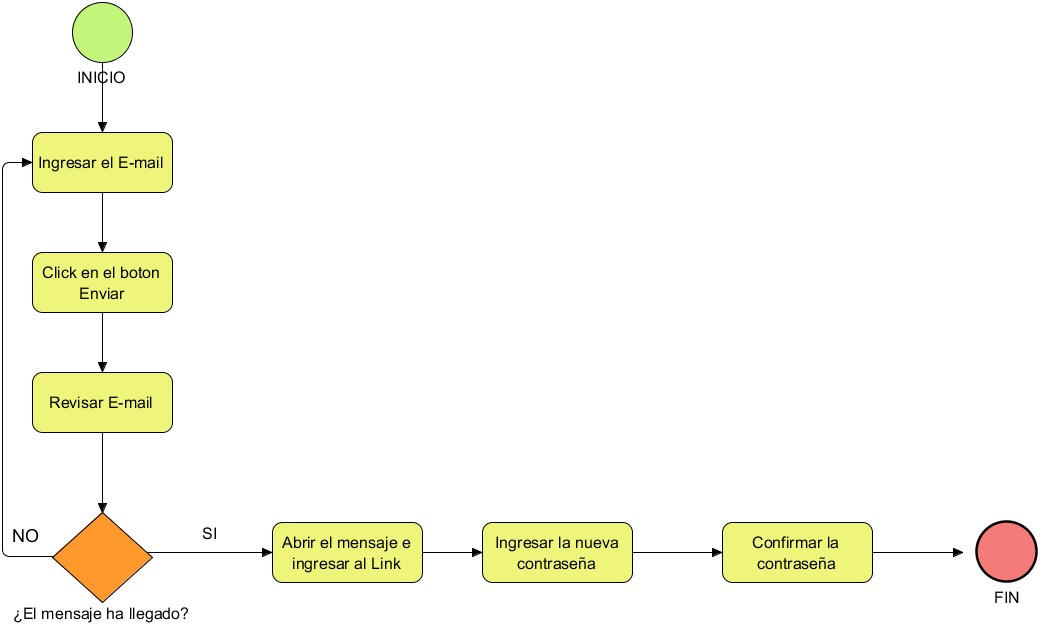 INICIO
Ingresar el E-mail
Click en el boton
Enviar
Revisar E-mail
NO
SI
¿El mensaje ha llegado?
Abrir el mensaje e
ingresar al Link
Ingresar la nueva
contraseña
Confirmar la
contraseña
FIN